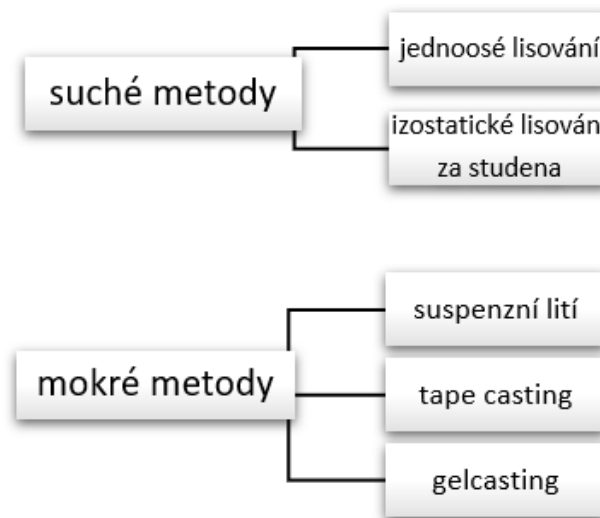 suché metody
jednoosé lisování
izostatické lisován
za studena
mokré metody
suspenzní lití
tape casting
gelcasting